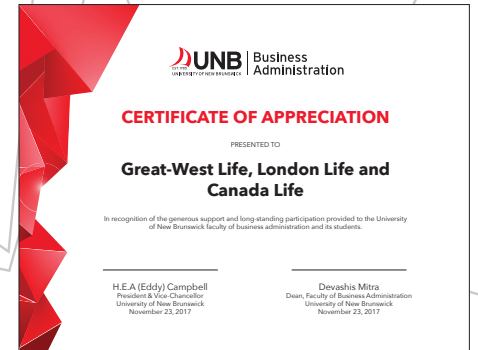 EST. 1785
UNB
UNIVERSITY OF NEW BRUNSWICK
Business
Administration
CERTIFICATE OF APPRECIATION
PRESENTED TO
Great-West Life, London Life and
Canada Life
In recognition of the generous support and long-standing participation provided to the University
of New Brunswick faculty of business administration and its students.
H.E.A (Eddy) Campbell
President & Vice-Chancellor
University of New Brunswick
November 23, 2017
Devashis Mitra
Dean, Faculty of Business Administration
University of New Brunswick
November 23, 2017